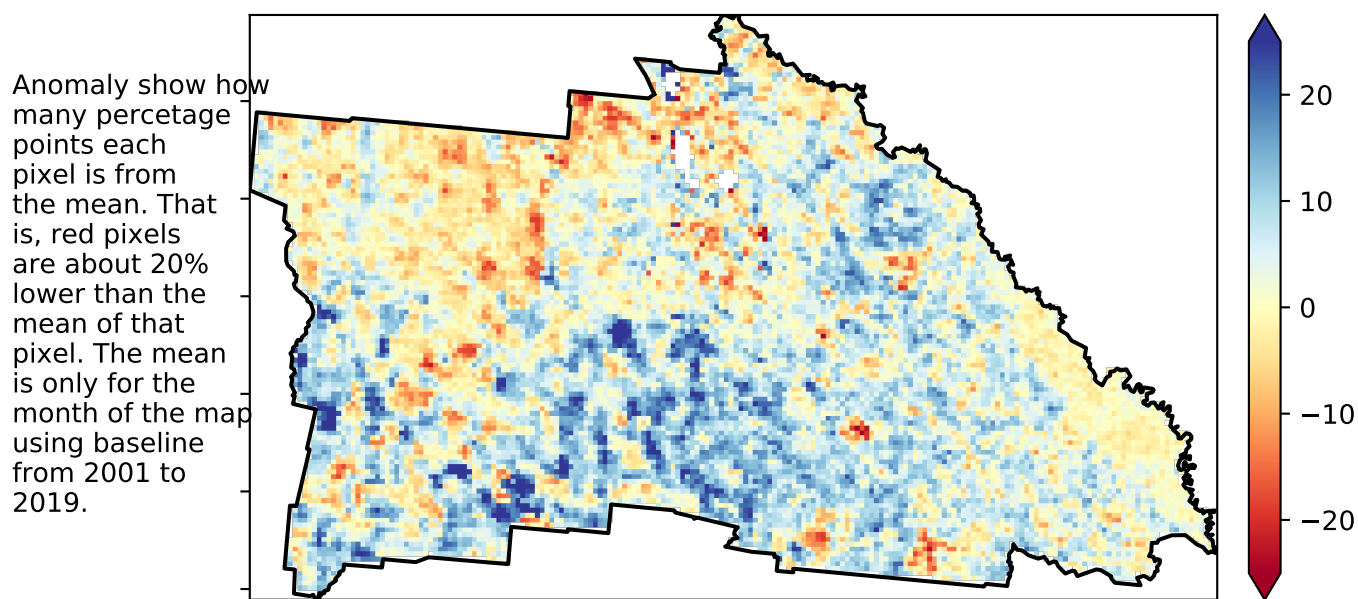 Anomaly show how
many percetage
points each
pixel is from
the mean. That
is, red pixels
are about 20%
lower than the
mean of that
pixel. The mean
is only for the
month of the map
using baseline
from 2001 to
2019.
20
10
0
−10
−20